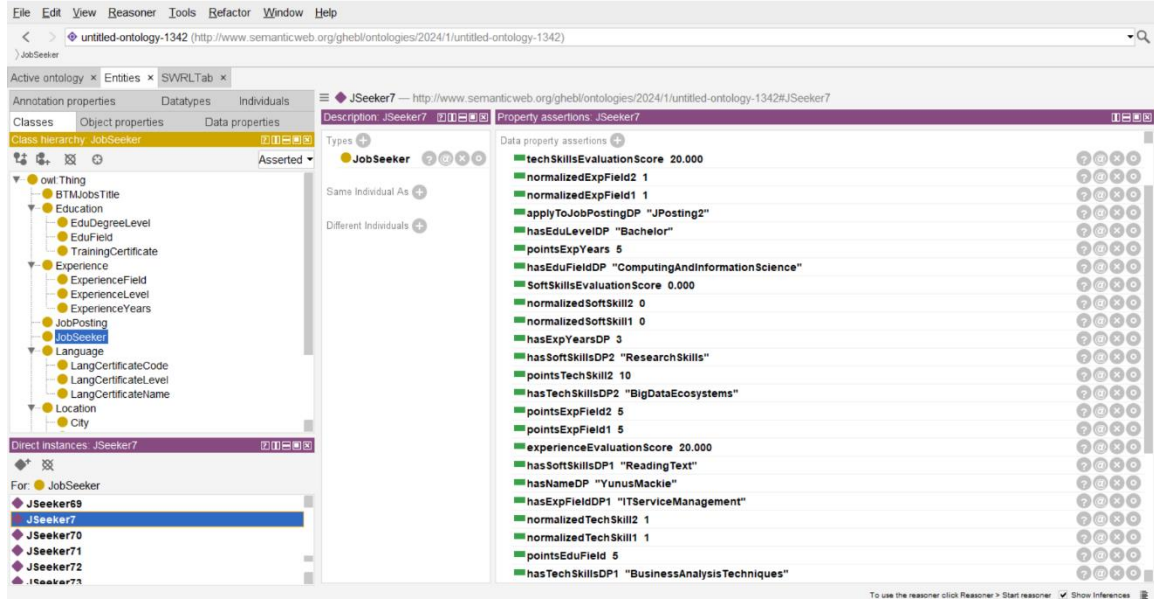 File Edit View Reasoner Tools Refactor Window Help
untitled-ontology-1342 (http://www.semanticweb.org/ghebl/ontologies/2024/1/untitled-ontology-1342)
JobSeeker
Active ontology × Entities × SWRLTab ×
Annotation properties Datatypes Individuals
Classes Object properties Data properties
Class hierarchy: JobSeeker
Asserted
owl:Thing
BTMJobsTitle
Education
EduDegreeLevel
EduField
TrainingCertificate
Experience
ExperienceField
ExperienceLevel
ExperienceYears
JobPosting
JobSeeker
Language
LangCertificateCode
LangCertificateLevel
LangCertificateName
Location
City
Direct instances: JSeeker7
For: JobSeeker
JSeeker69
JSeeker7
JSeeker70
JSeeker71
JSeeker72
JSeeker73
JSeeker7 — http://www.semanticweb.org/ghebl/ontologies/2024/1/untitled-ontology-1342#JSeeker7
Description: JSeeker7
Types
JobSeeker
Same Individual As
Different Individuals
Property assertions: JSeeker7
Data property assertions
techSkillsEvaluationScore 20.000
normalizedExpField2 1
normalizedExpField1 1
applyToJobPostingDP "JPosting2"
hasEduLevelDP "Bachelor"
pointsExpYears 5
hasEduFieldDP "ComputingAndInformationScience"
SoftSkillsEvaluationScore 0.000
normalizedSoftSkill2 0
normalizedSoftSkill1 0
hasExpYearsDP 3
hasSoftSkillsDP2 "ResearchSkills"
pointsTechSkill2 10
hasTechSkillsDP2 "BigDataEcosystems"
pointsExpField2 5
pointsExpField1 5
experienceEvaluationScore 20.000
hasSoftSkillsDP1 "ReadingText"
hasNameDP "YunusMackie"
hasExpFieldDP1 "ITServiceManagement"
normalizedTechSkill2 1
normalizedTechSkill1 1
pointsEduField 5
hasTechSkillsDP1 "BusinessAnalysisTechniques"
To use the reasoner click Reasoner > Start reasoner Show Inferences